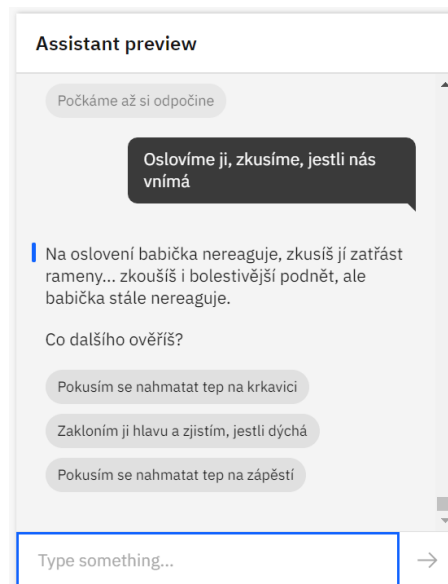 Assistant preview
Počkáme až si odpočine
Oslovíme ji, zkusíme, jestli nás
vnímá
Na oslovení babička nereaguje, zkusíš jí zatřást
rameny... zkoušíš i bolestivější podnět, ale
babička stále nereaguje.
Co dalšího ověříš?
Pokusím se nahmatat tep na krkavici
Zakloním ji hlavu a zjistím, jestli dýchá
Pokusím se nahmatat tep na zápěstí
Type something...